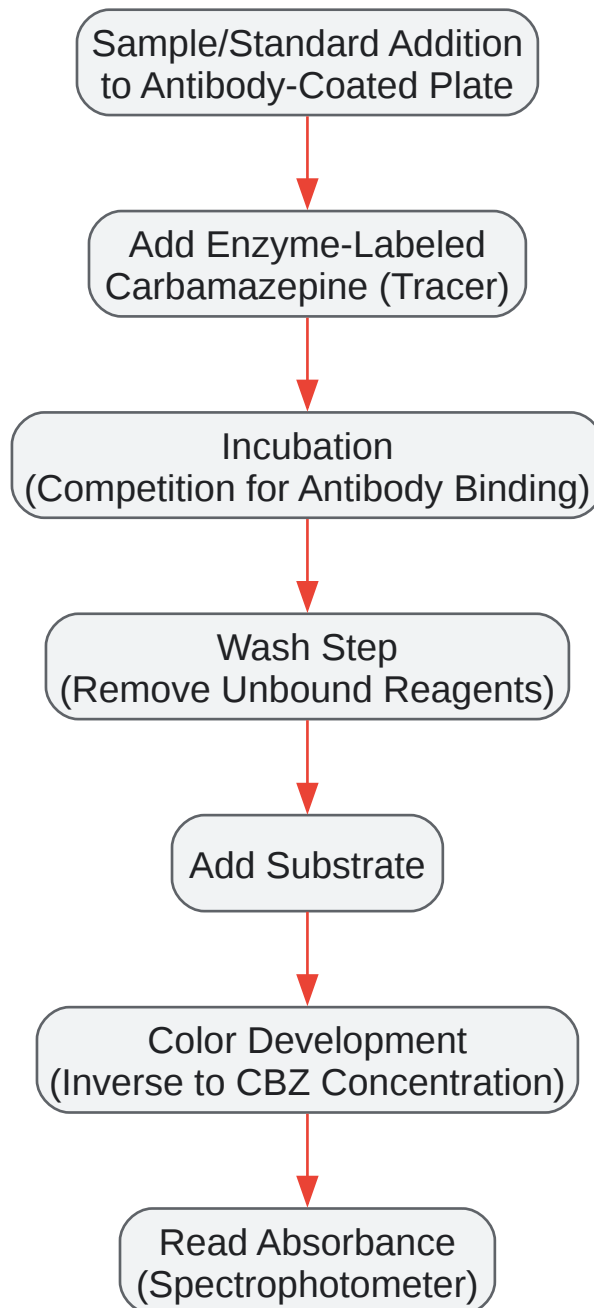 Sample/Standard Addition
to Antibody-Coated Plate
Add Enzyme-Labeled
Carbamazepine (Tracer)
Incubation
(Competition for Antibody Binding)
Wash Step
(Remove Unbound Reagents)
Add Substrate
Color Development
(Inverse to CBZ Concentration)
Read Absorbance
(Spectrophotometer)